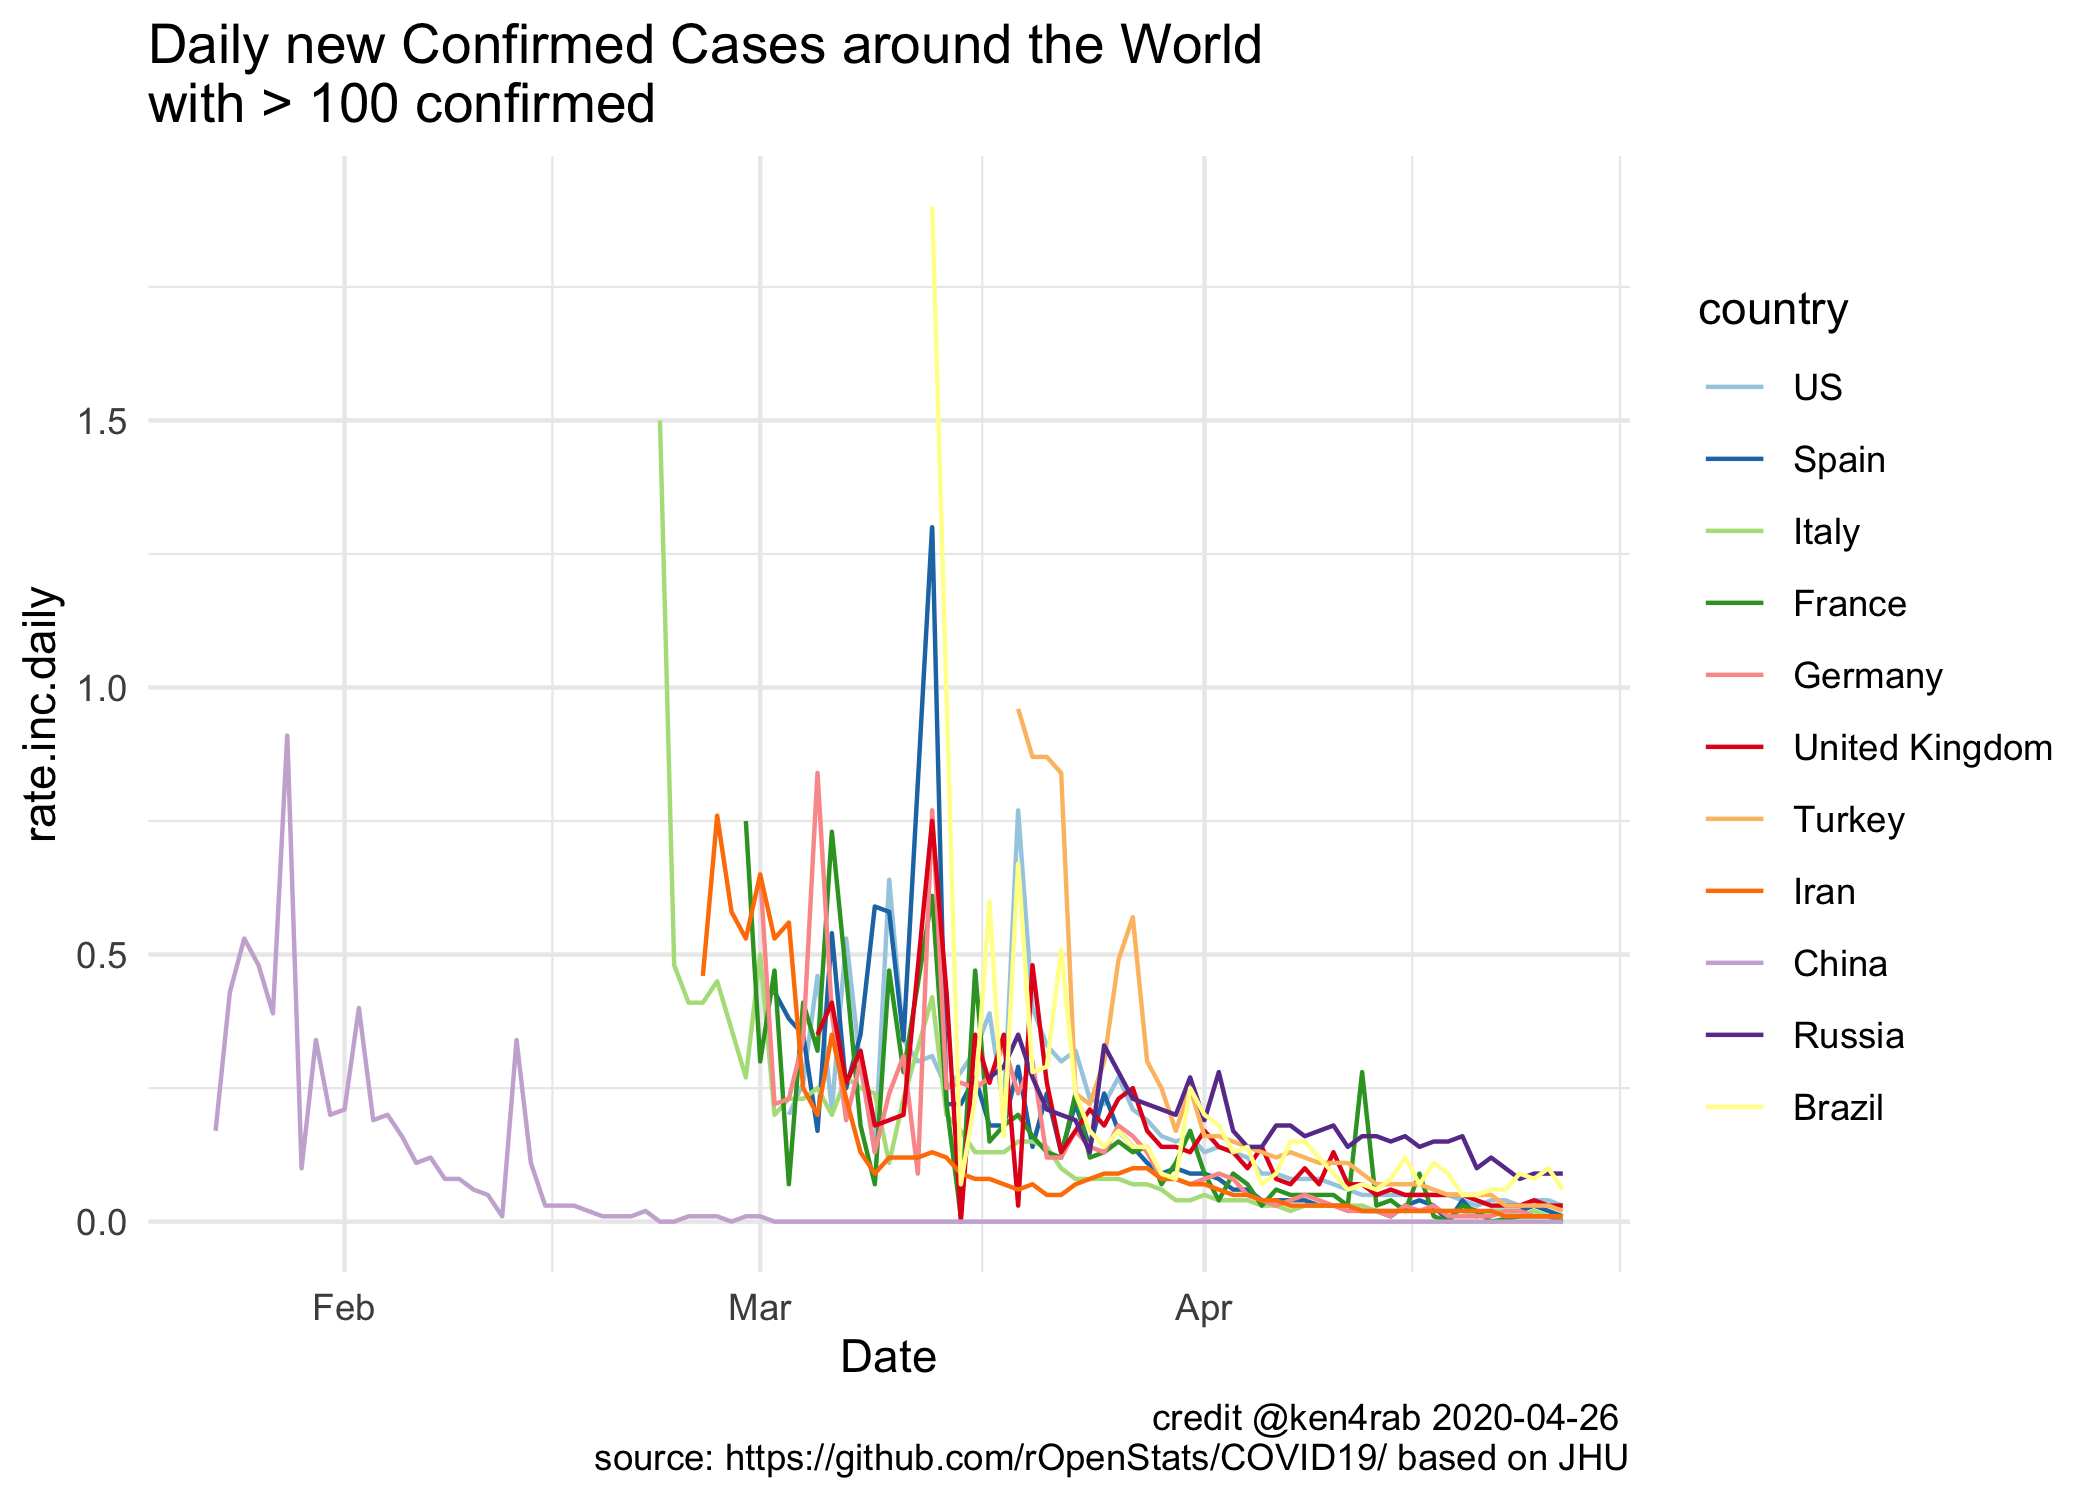 Daily new Confirmed Cases around the World
with > 100 confirmed
rate.inc.daily
1.5
1.0
0.5
0.0
Feb
Mar
Apr
Date
country
US
Spain
Italy
France
Germany
United Kingdom
Turkey
Iran
China
Russia
Brazil
credit @ken4rab 2020-04-26
source: https://github.com/rOpenStats/COVID19/ based on JHU